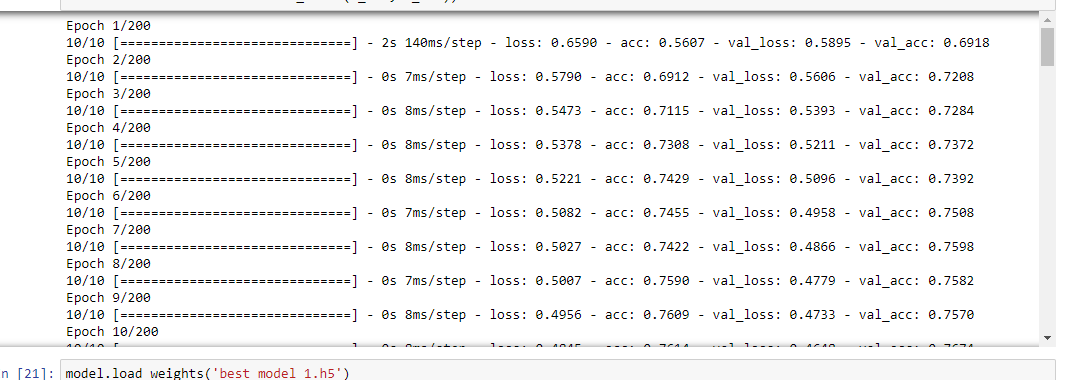 Epoch 1/200
10/10 [==============================] - 2s 140ms/step - loss: 0.6590 - acc: 0.5607 - val_loss: 0.5895 - val_acc: 0.6918
Epoch 2/200
10/10 [==============================] - 0s 7ms/step - loss: 0.5790 - acc: 0.6912 - val_loss: 0.5606 - val_acc: 0.7208
Epoch 3/200
10/10 [==============================] - 0s 8ms/step - loss: 0.5473 - acc: 0.7115 - val_loss: 0.5393 - val_acc: 0.7284
Epoch 4/200
10/10 [==============================] - 0s 8ms/step - loss: 0.5378 - acc: 0.7308 - val_loss: 0.5211 - val_acc: 0.7372
Epoch 5/200
10/10 [==============================] - 0s 8ms/step - loss: 0.5221 - acc: 0.7429 - val_loss: 0.5096 - val_acc: 0.7392
Epoch 6/200
10/10 [==============================] - 0s 7ms/step - loss: 0.5082 - acc: 0.7455 - val_loss: 0.4958 - val_acc: 0.7508
Epoch 7/200
10/10 [==============================] - 0s 8ms/step - loss: 0.5027 - acc: 0.7422 - val_loss: 0.4866 - val_acc: 0.7598
Epoch 8/200
10/10 [==============================] - 0s 7ms/step - loss: 0.5007 - acc: 0.7590 - val_loss: 0.4779 - val_acc: 0.7582
Epoch 9/200
10/10 [==============================] - 0s 8ms/step - loss: 0.4956 - acc: 0.7609 - val_loss: 0.4733 - val_acc: 0.7570
Epoch 10/200
n [21]: model.load_weights('best model 1.h5')